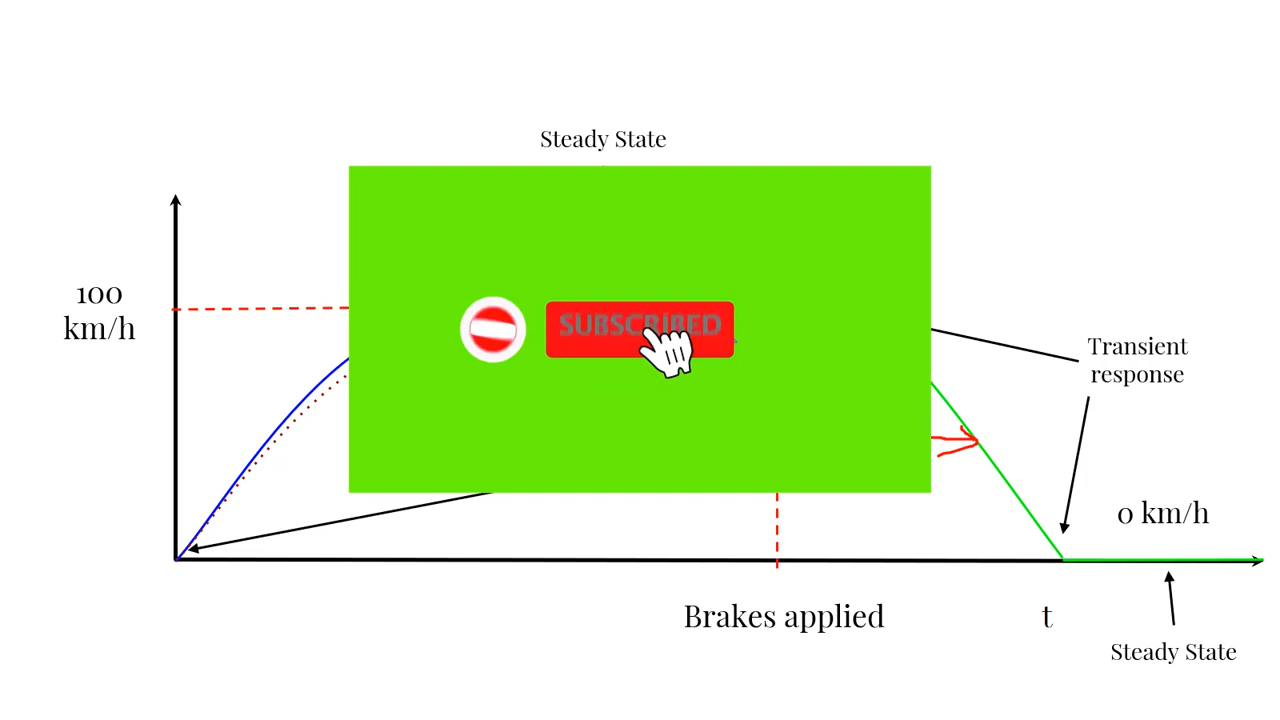 Steady State
100
km/h
SUBSCRIBED
Transient
response
0 km/h
Brakes applied
t
Steady State